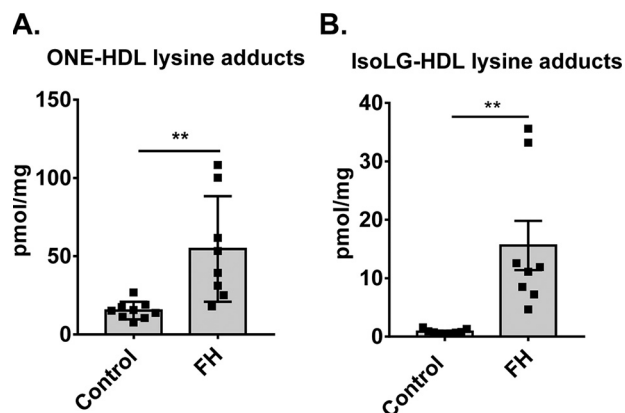 A.
ONE-HDL lysine adducts
150
100
50
0
pmol/mg
**
Control
FH
B.
IsoLG-HDL lysine adducts
40
30
20
10
0
pmol/mg
**
Control
FH